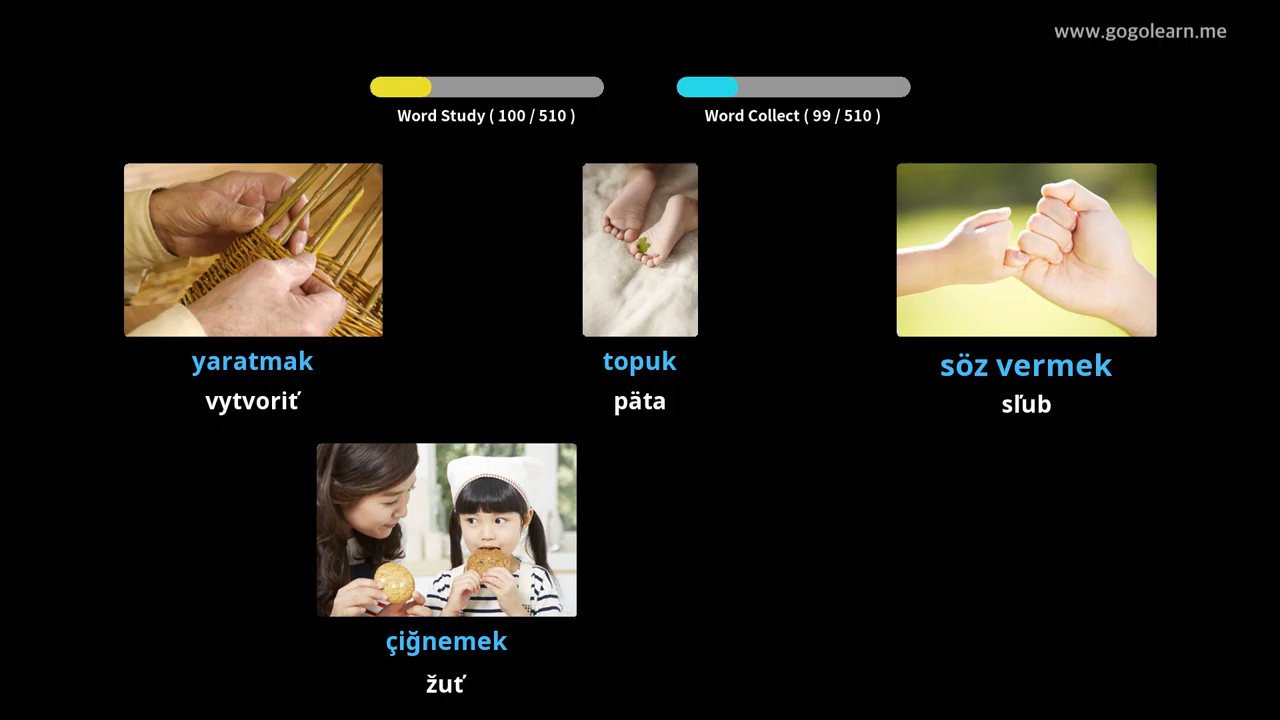 www.gogolearn.me
Word Study ( 100 / 510 )
Word Collect ( 99 / 510 )
yaratmak
vytvoriť
topuk
päta
söz vermek
sľub
çiğnemek
žuť